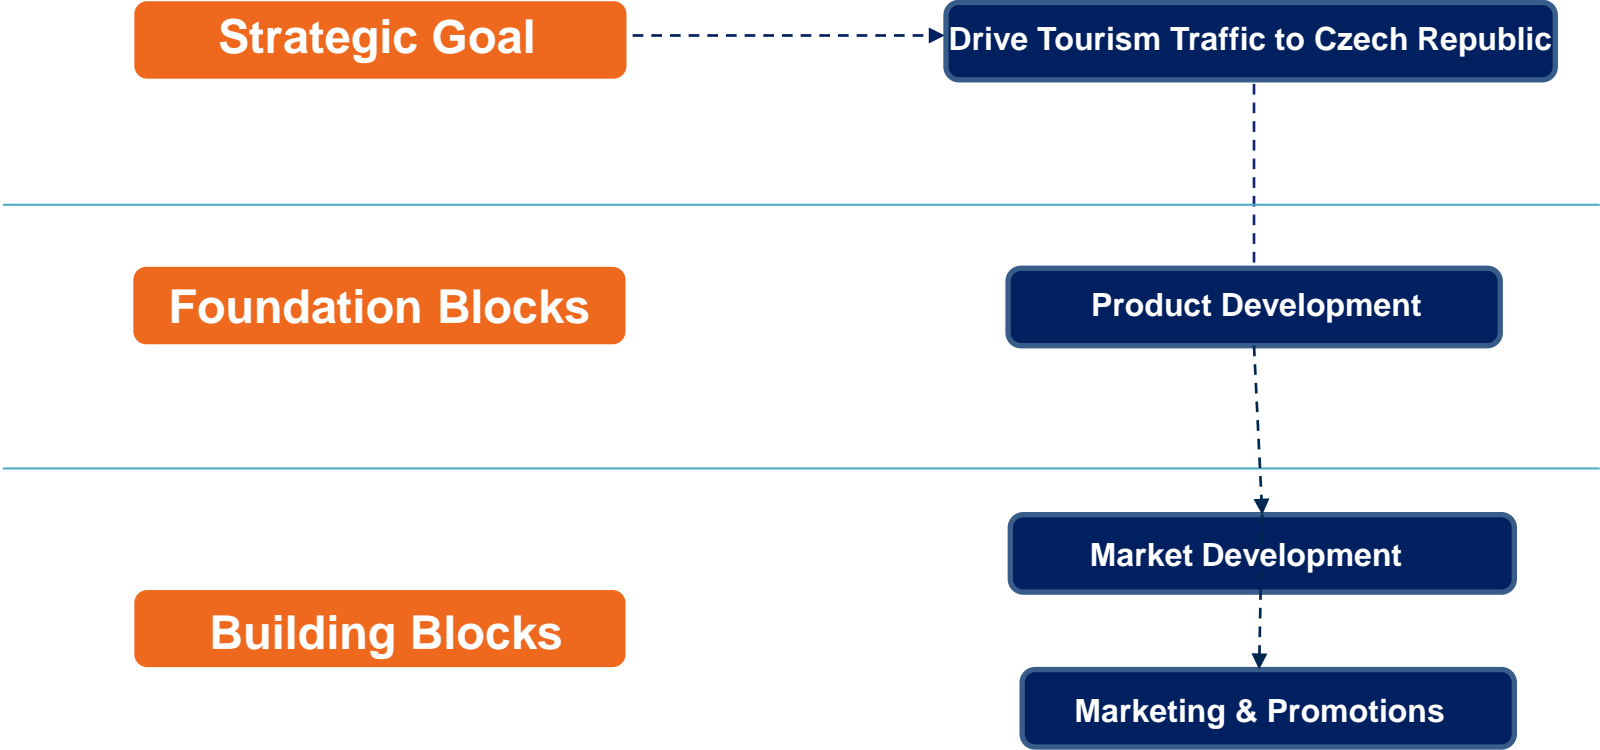 Strategic Goal
Drive Tourism Traffic to Czech Republic
Foundation Blocks
Product Development
Market Development
Building Blocks
Marketing & Promotions